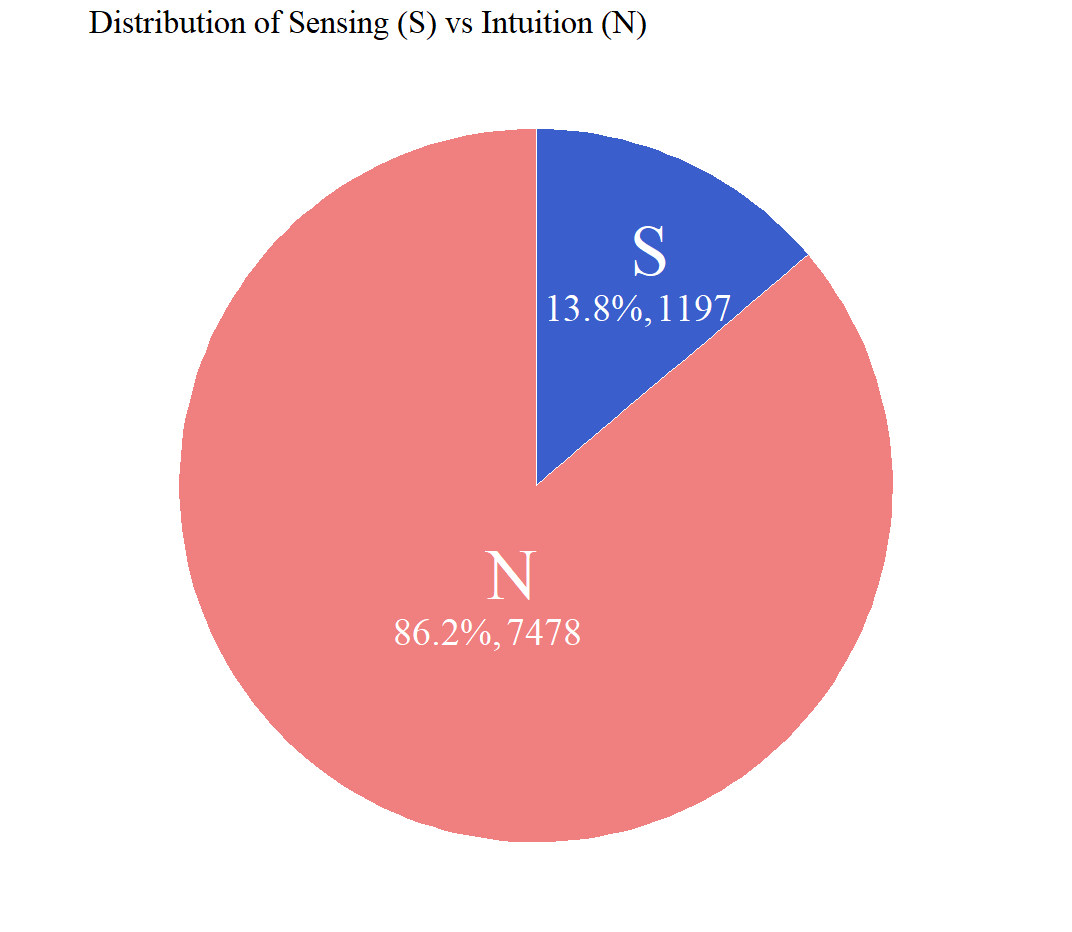 Distribution of Sensing (S) vs Intuition (N)
S
13.8%, 1197
N
86.2%, 7478